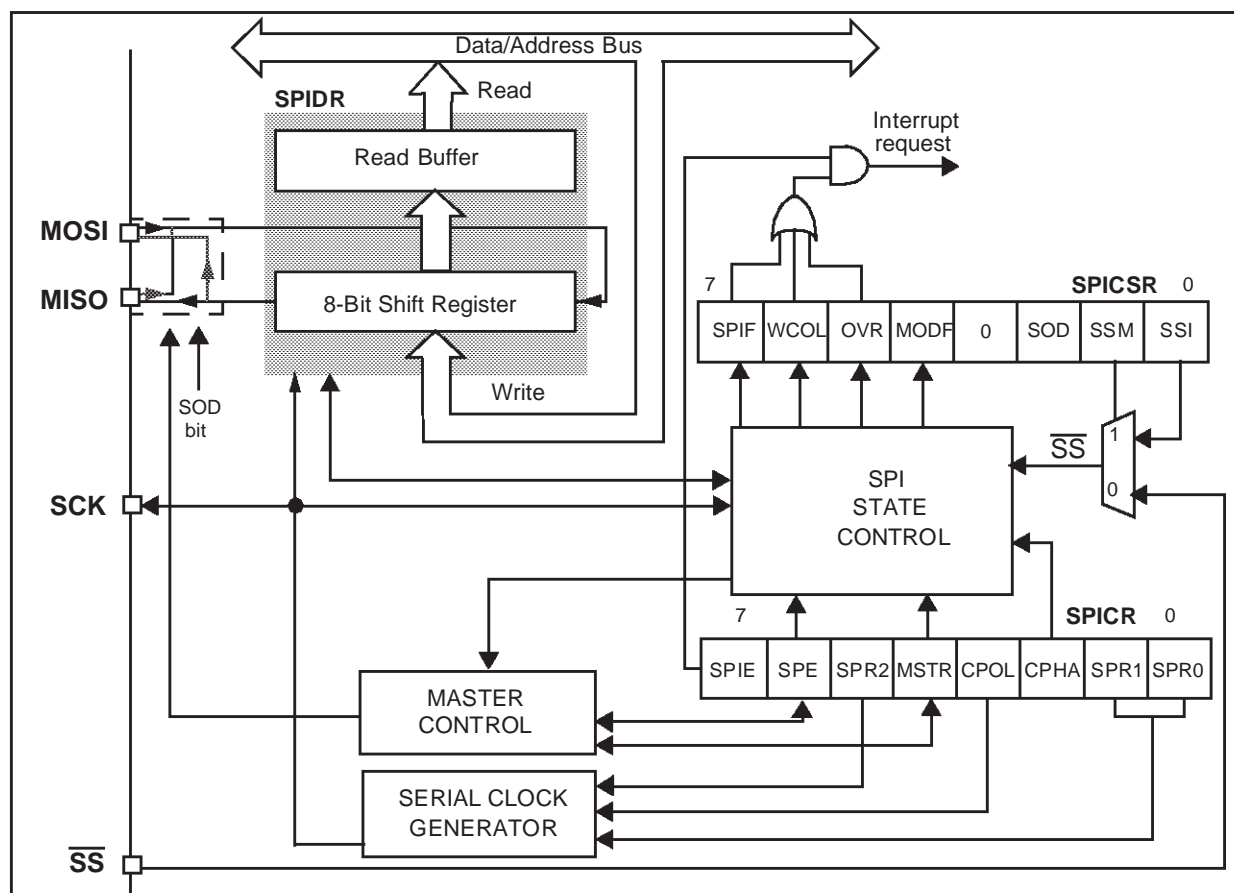 Data/Address Bus
Read
SPIDR
Read Buffer
Interrupt
request
MOSI
MISO
8-Bit Shift Register
Write
SOD
bit
7
SPICSR
0
SPIF
WCOL
OVR
MODF
0
SOD
SSM
SSI
1
SS
0
SCK
SPI
STATE
CONTROL
7
SPICR
0
SPIE
SPE
SPR2
MSTR
CPOL
CPHA
SPR1
SPR0
MASTER
CONTROL
SERIAL CLOCK
GENERATOR
SS